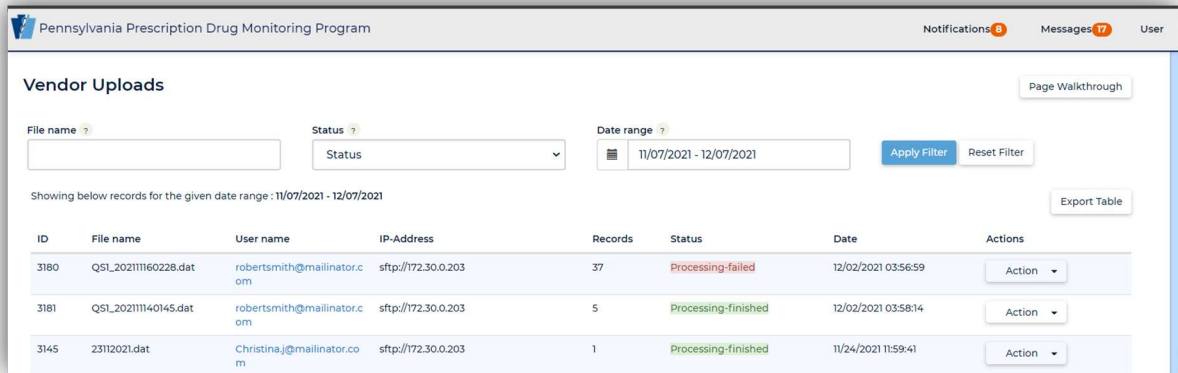 Pennsylvania Prescription Drug Monitoring Program
Notifications 8
Messages 17
User
Vendor Uploads
Page Walkthrough
File name ?
Status ?
Date range ?
Status
11/07/2021 - 12/07/2021
Apply Filter
Reset Filter
Showing below records for the given date range : 11/07/2021 - 12/07/2021
Export Table
ID File name User name IP-Address Records Status Date Actions
3180 QS1_202111160228.dat robertsmith@mailinator.c sftp://172.30.0.203 37 Processing-failed 12/02/2021 03:56:59 Action
om
3181 QS1_202111140145.dat robertsmith@mailinator.c sftp://172.30.0.203 5 Processing-finished 12/02/2021 03:58:14 Action
om
3145 23112021.dat Christina.j@mailinator.co sftp://172.30.0.203 1 Processing-finished 11/24/2021 11:59:41 Action
m